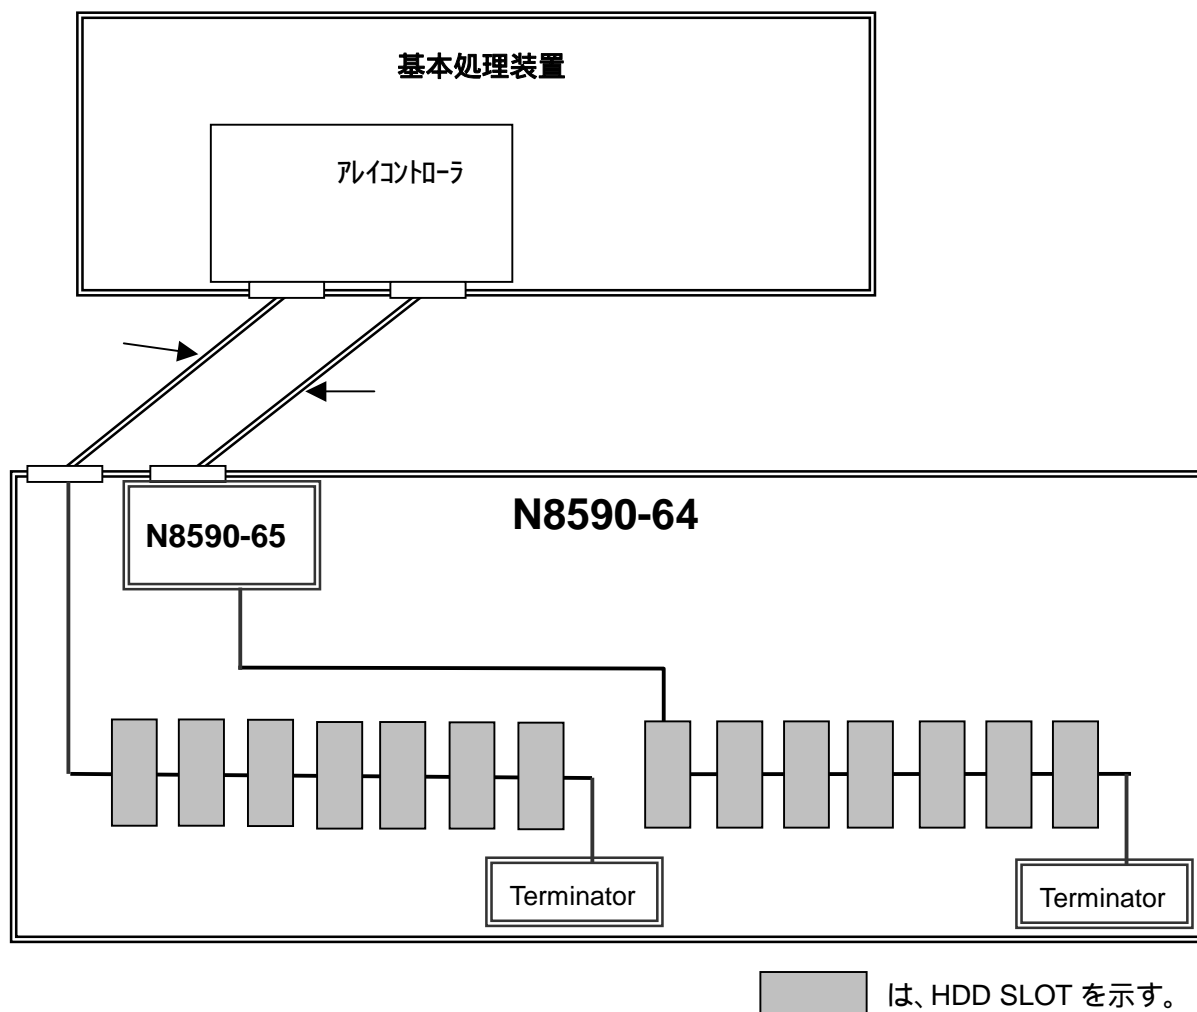 基本処理装置
アレイコントローラ
N8590-64
N8590-65
Terminator
Terminator
は、HDD SLOT を示す。